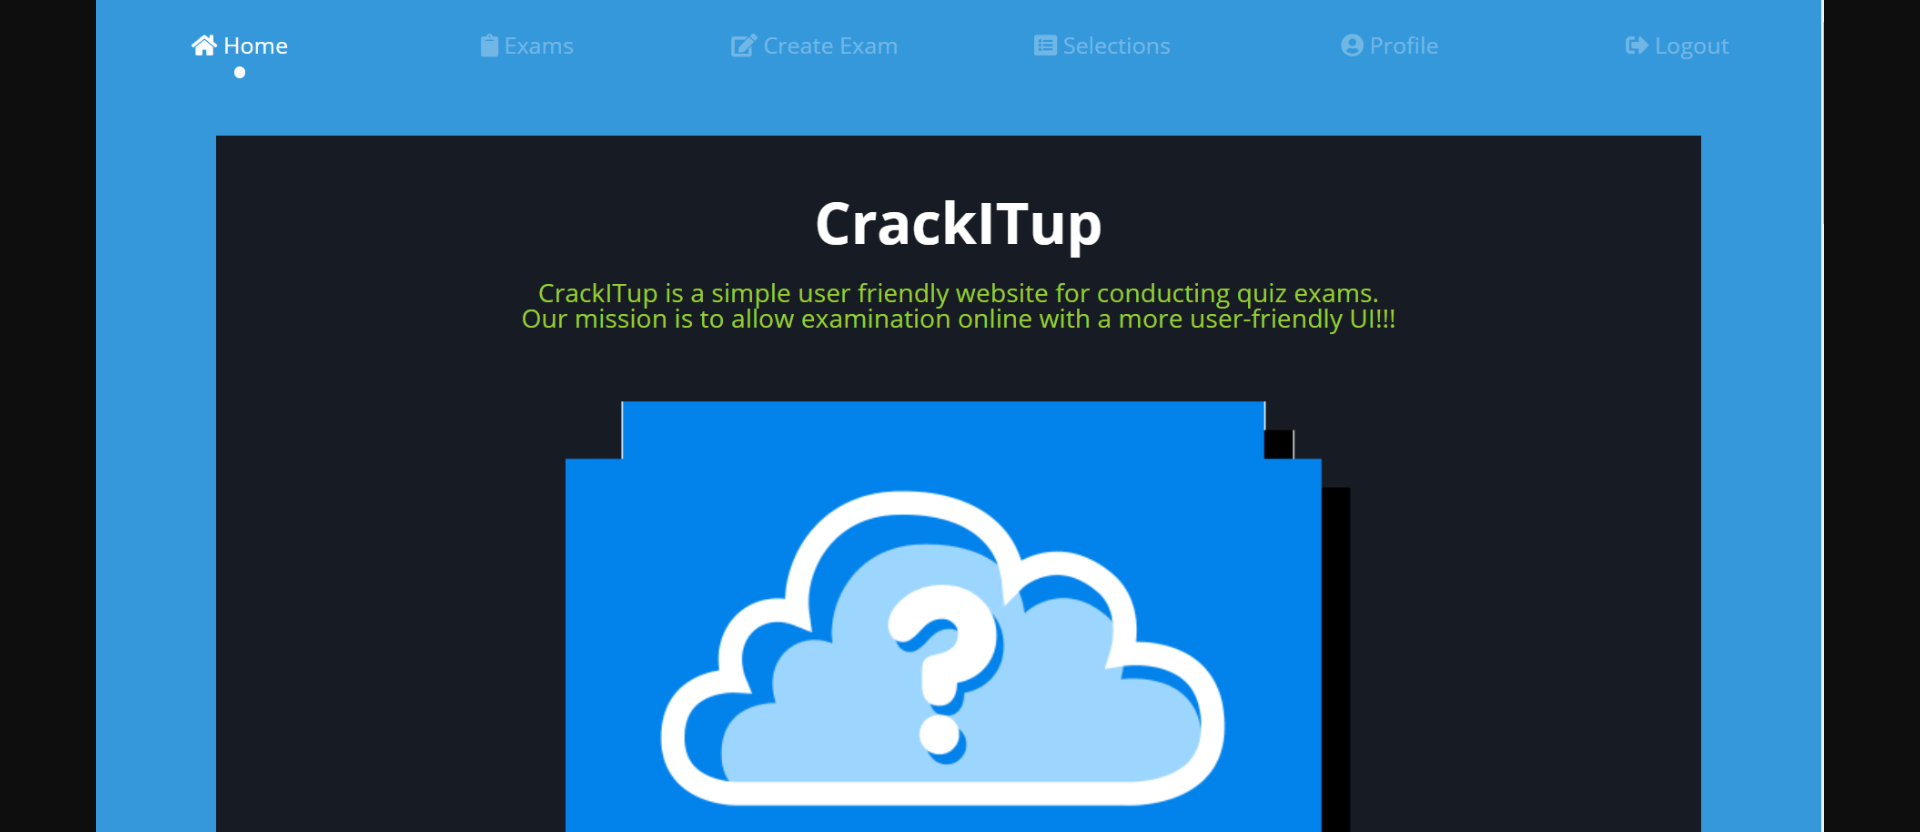 Home Exams Create Exam Selections Profile Logout
CrackITup
CrackITup is a simple user friendly website for conducting quiz exams.
Our mission is to allow examination online with a more user-friendly UI!!!
?